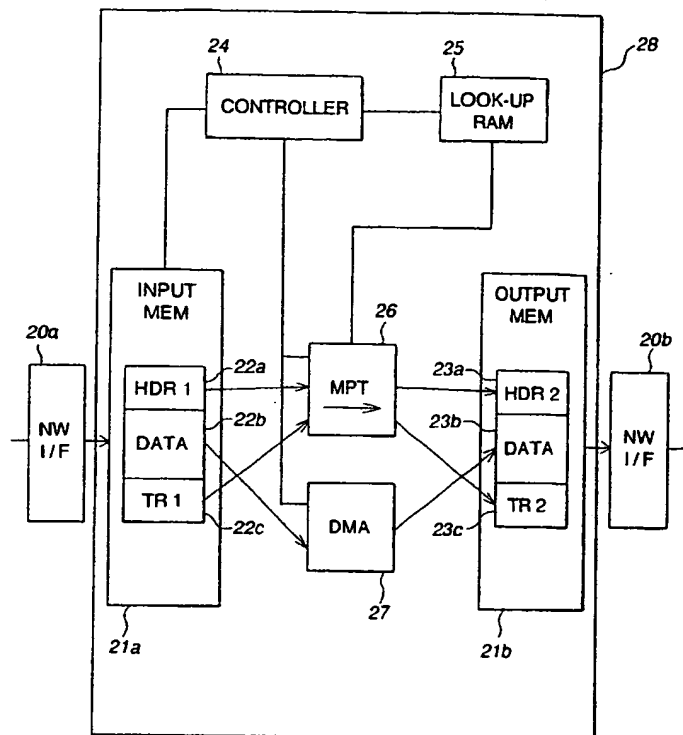 24
CONTROLLER
25
LOOK-UP
RAM
28
INPUT
MEM
OUTPUT
MEM
20a
NW
I/F
HDR 1
22a
DATA
22b
TR 1
22c
21a
26
MPT
DMA
27
23a
HDR 2
23b
DATA
TR 2
23c
21b
20b
NW
I/F